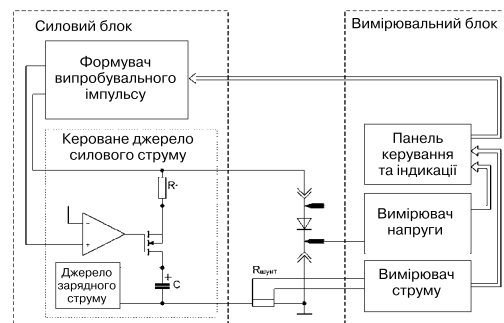 Силовий блок
Вимірювальний блок
Формувач
випробувального
імпульсу
Кероване джерело
силового струму
Панель
керування
та індикації
Вимірювач
напруги
Rшунт
Джерело
зарядного
струму
C
Вимірювач
струму